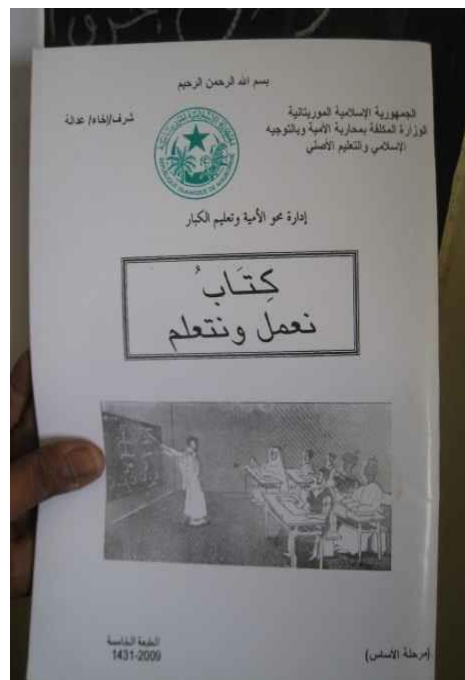 بسم الله الرحمن الرحيم
الجمهورية الإسلامية الموريتانية
الوزارة المكلفة بمحاربة الأمية وبالتوجيه
الإسلامي والتعليم الأصلي
شرف/إخاء/ عدالة
إدارة محو الأمية وتعليم الكبار
كِتَابُ
نعمل ونتعلم
(مرحلة الأساس)
الطبعة الخامسة
1431-2009